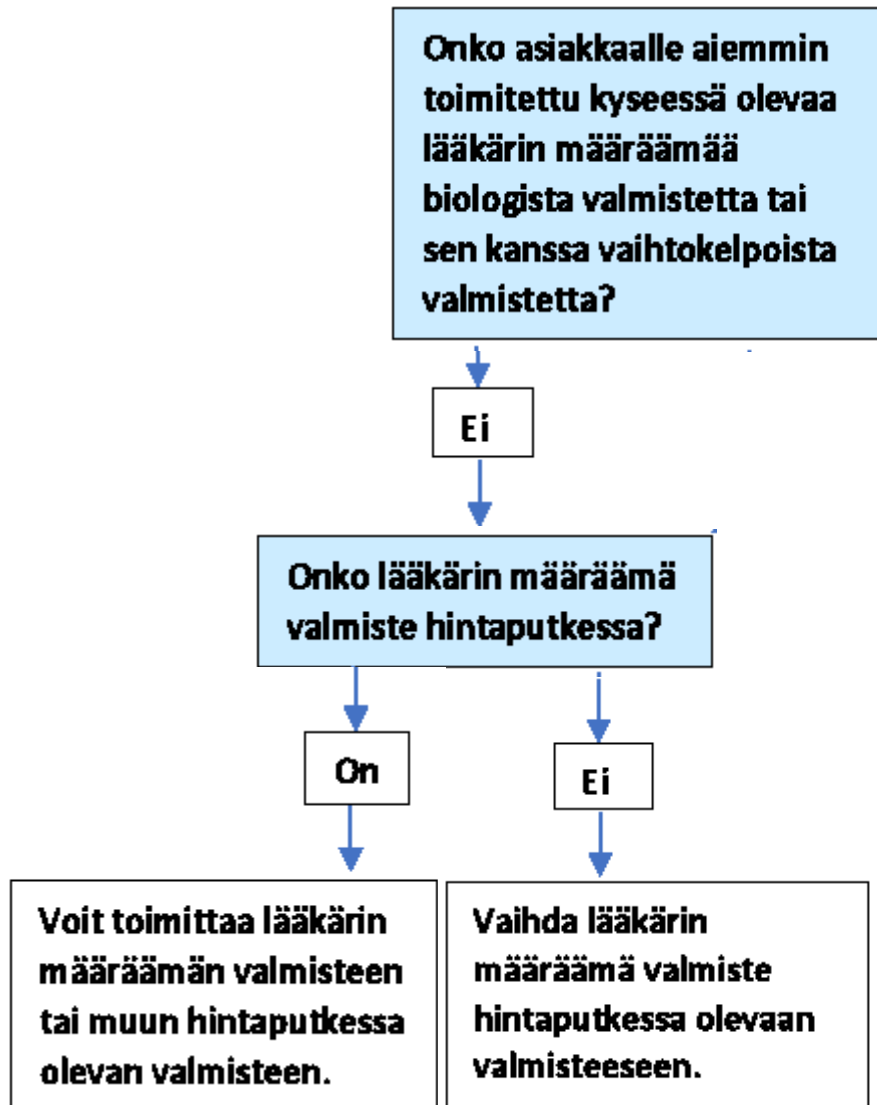 Onko asiakkaalle aiemmin
toimitettu kyseessä olevaa
lääkärin määräämää
biologista valmistetta tai
sen kanssa vaihtokelpoista
valmistetta?
Ei
Onko lääkärin määräämä
valmiste hintaputkessa?
On
Ei
Voit toimittaa lääkärin
määräämän valmisteen
tai muun hintaputkessa
olevan valmisteen.
Vaihda lääkärin
määräämä valmiste
hintaputkessa olevaan
valmisteeseen.